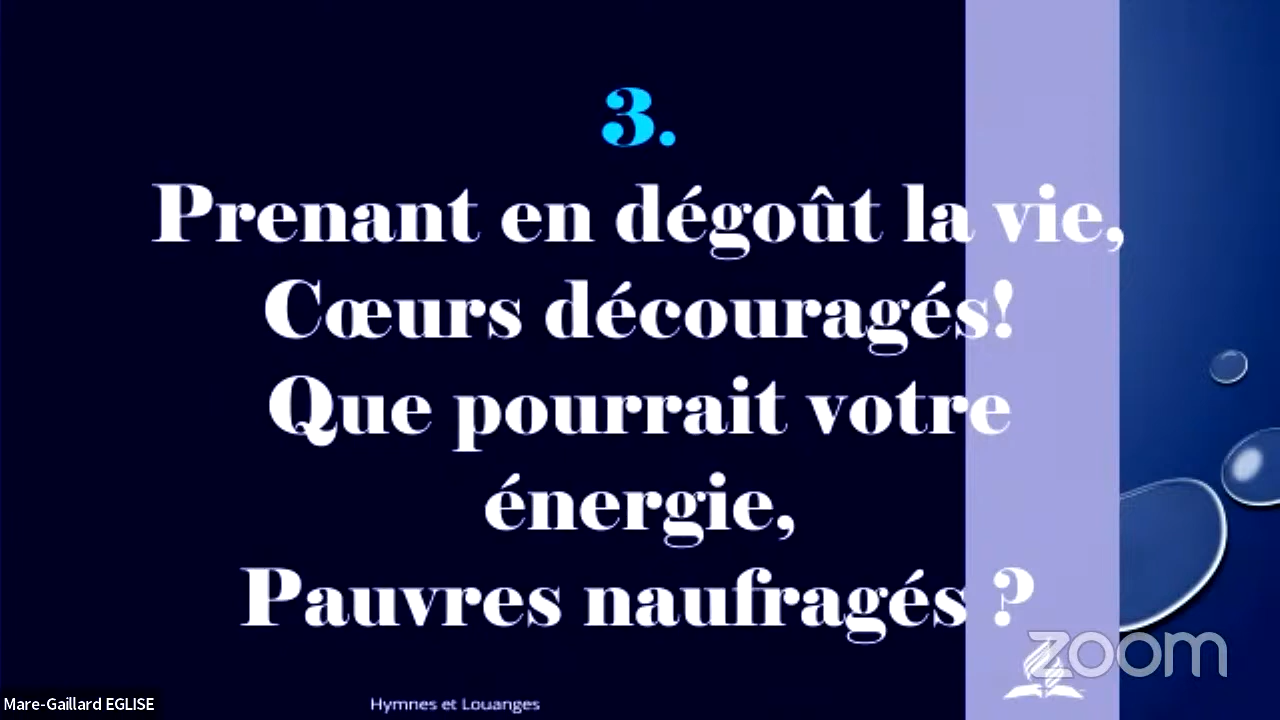 3.
Prenant en dégoût la vie,
Cœurs découragés!
Que pourrait votre
énergie,
Pauvres naufragés ?
zoom
Mare-Gaillard EGLISE
Hymnes et Louanges